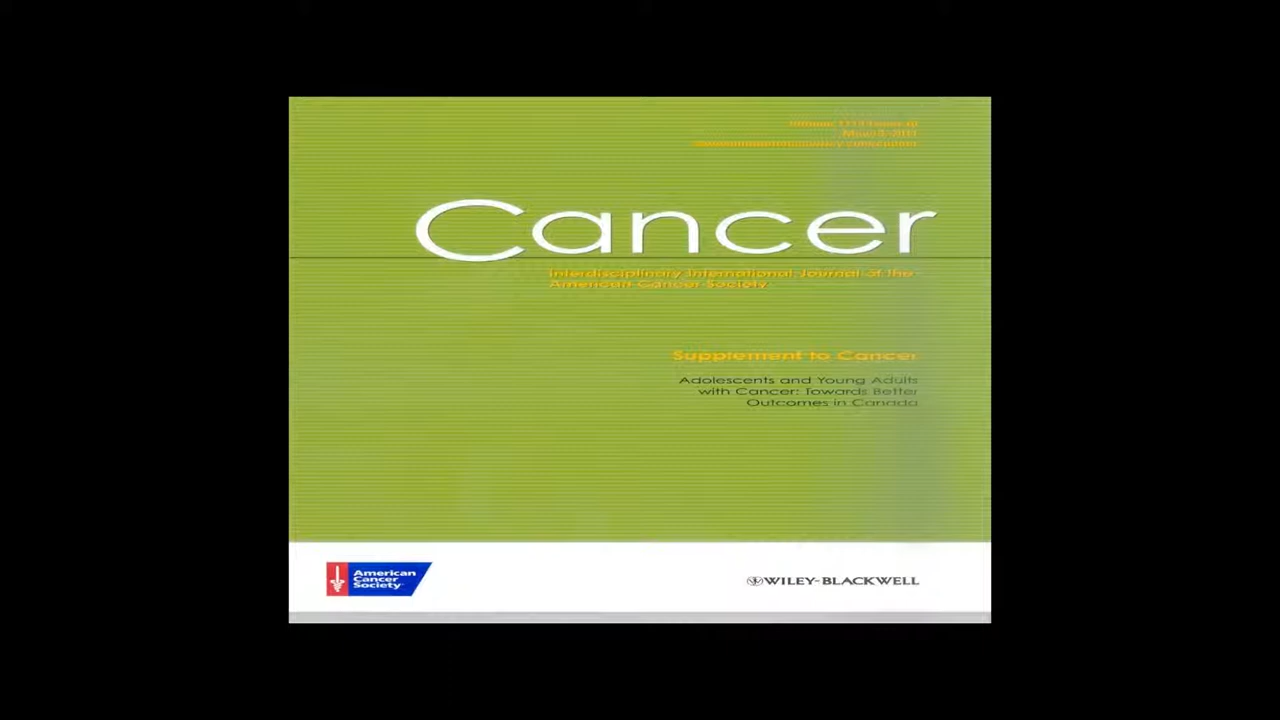 Cancer
Interdisciplinary International Journal of the
American Cancer Society
Supplement to Cancer
Adolescents and Young Adults
with Cancer: Towards Better
Outcomes in Canada
American
Cancer
Society
WILEY-BLACKWELL